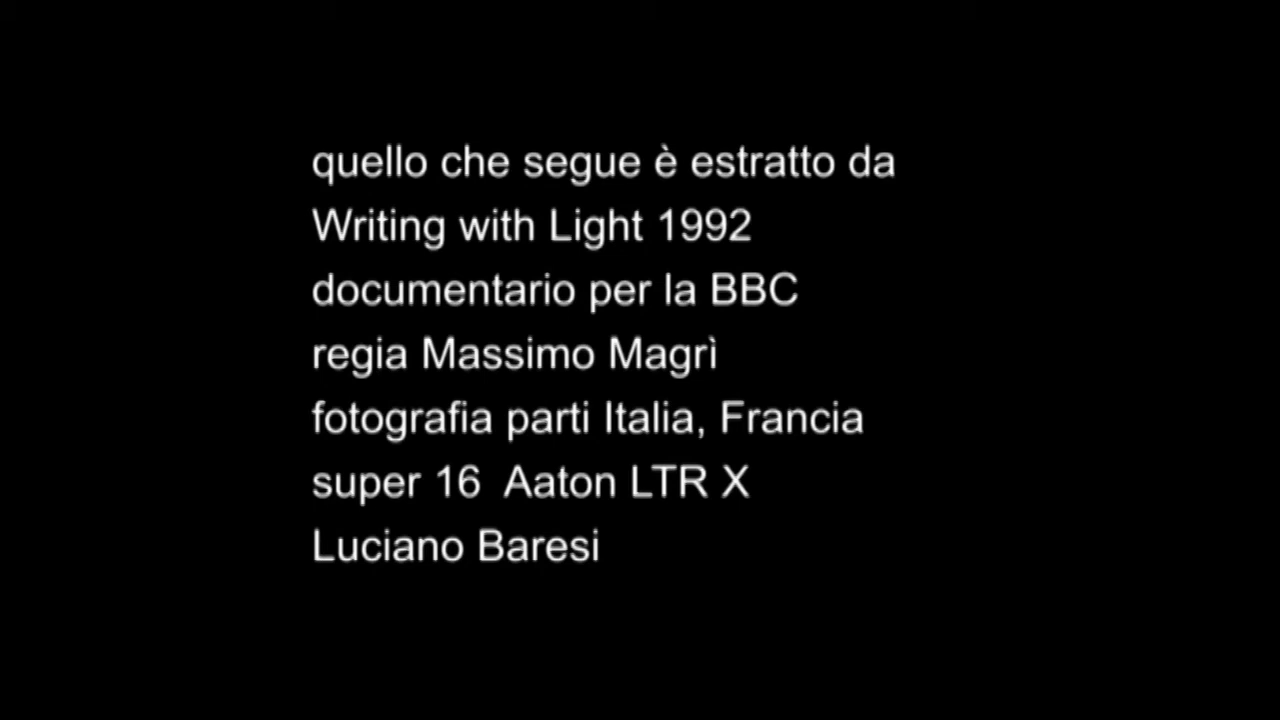 quello che segue è estratto da
Writing with Light 1992
documentario per la BBC
regia Massimo Magrì
fotografia parti Italia, Francia
super 16  Aaton LTR X
Luciano Baresi